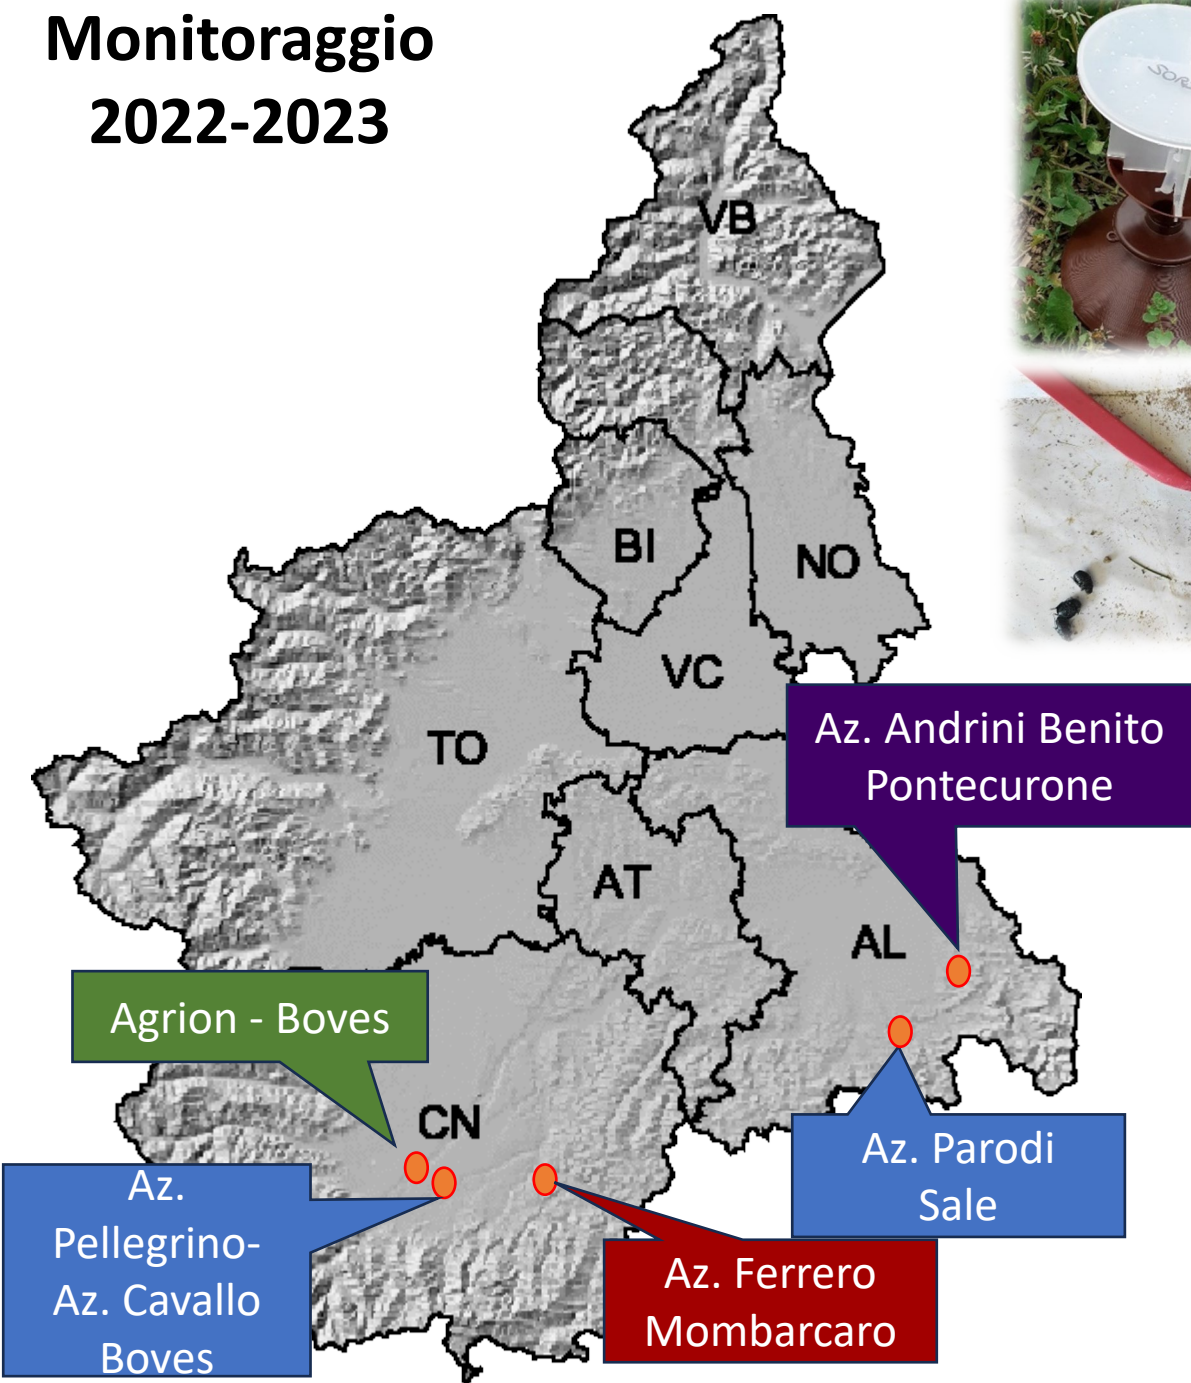 Monitoraggio
2022-2023
VB
BI
NO
VC
TO
Az. Andrini Benito
Pontecurone
AT
AL
Agrion - Boves
CN
Az. Parodi
Sale
Az.
Pellegrino-
Az. Cavallo
Boves
Az. Ferrero
Mombarcaro